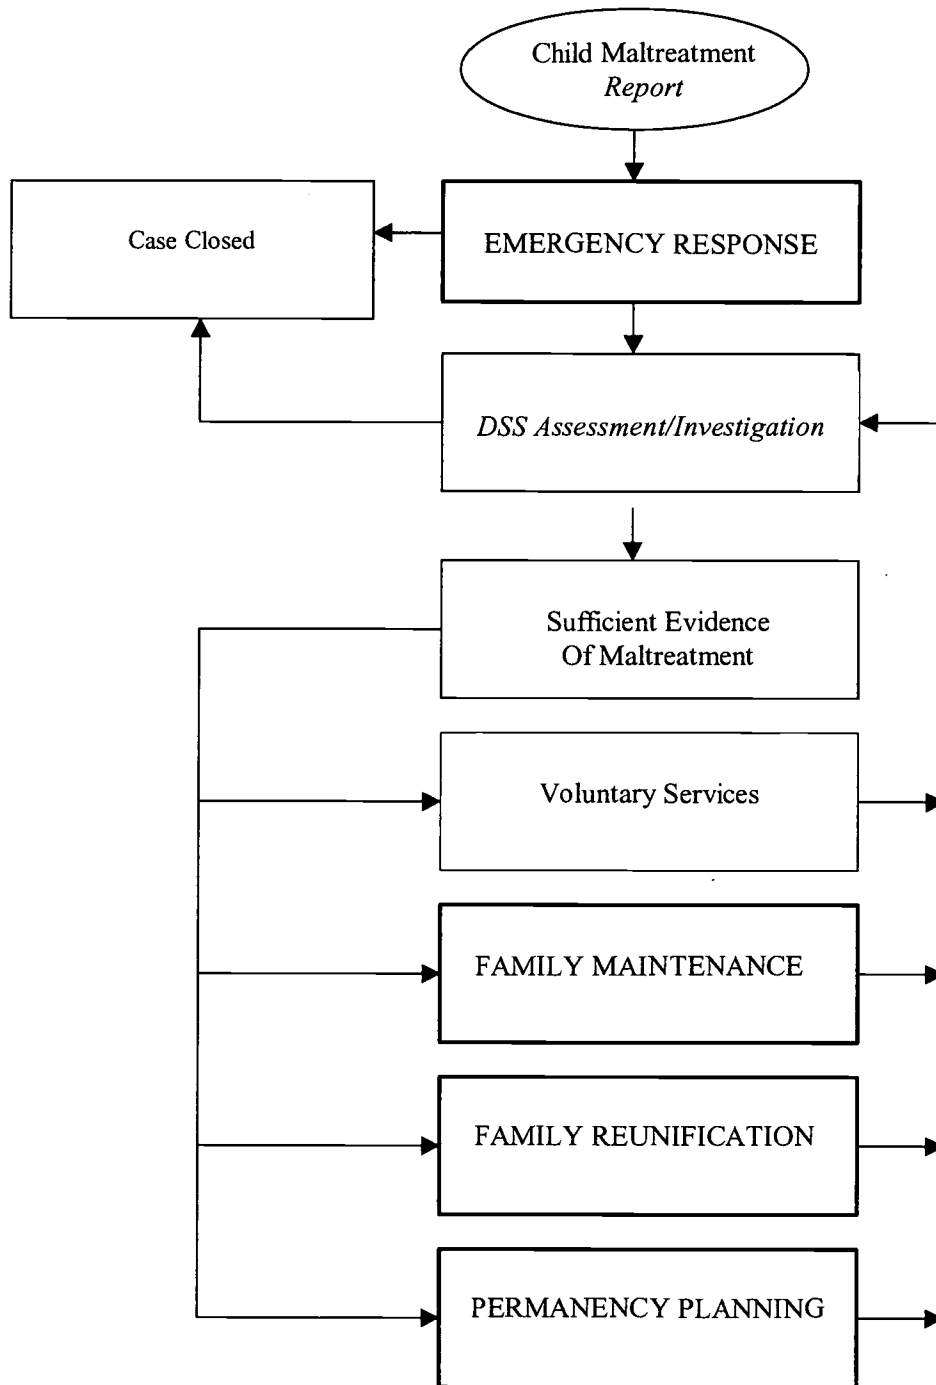 Child Maltreatment
Report
Case Closed
EMERGENCY RESPONSE
DSS Assessment/Investigation
Sufficient Evidence
Of Maltreatment
Voluntary Services
FAMILY MAINTENANCE
FAMILY REUNIFICATION
PERMANENCY PLANNING